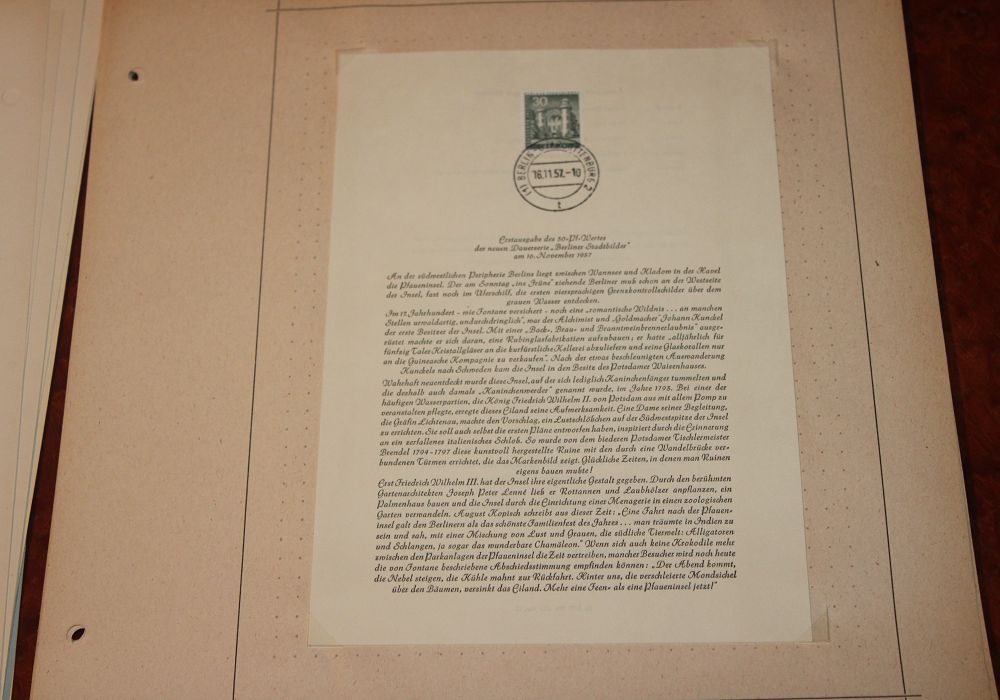 30
(1) BERLIN-CHARLOTTENBURG 2
16.11.57.-10
t
Erstausgabe des 30-Pf-Wertes
der neuen Dauerserie „Berliner Stadtbilder"
am 16. November 1957
An der südwestlichen Peripherie Berlins liegt zwischen Wannsee und Kladow in der Havel
die Pfaueninsel. Der am Sonntag „ins Jrüne" ziehende Berliner muß schon an der Westseite
der Insel, fast noch im Uferschilf, die ersten viersprachigen Grenzkontrollschilder über dem
grauen Wasser entdecken.
Im 17. Jahrhundert - wie Fontane versichert - noch eine „romantische Wildnis ... an manchen
Stellen urwaldartig, undurchdringlich", war der Alchimist und „Goldmacher" Johann Kunckel
der erste Besitzer der Insel. Mit einer „Back-, Brau- und Branntweinbrennerlaubnis" ausge-
rüstet machte er sich daran, eine Rubinglasfabrikation aufzubauen; er hatte „alljährlich für
fünfzig Taler Kristallgläser an die kurfürstliche Kellerei abzuliefern und seine Glaskorallen nur
an die Guineasche Kompagnie zu verkaufen". Nach der etwas beschleunigten Auswanderung
Kunckels nach Schweden kam die Insel in den Besitz des Potsdamer Waisenhauses.
Wahrhaft neuentdeckt wurde diese Insel, auf der sich lediglich Kaninchenfänger tummelten und
die deshalb auch damals „Kaninchenwerder" genannt wurde, im Jahre 1793. Bei einer der
häufigen Wasserpartien, die König Friedrich Wilhelm II. von Potsdam aus mit allem Pomp zu
veranstalten pflegte, erregte dieses Eiland seine Aufmerksamkeit. Eine Dame seiner Begleitung,
die Gräfin Lichtenau, machte den Vorschlag, ein Lustschlößchen auf der Südwestspitze der Insel
zu errichten. Sie soll auch selbst die ersten Pläne entworfen haben, inspiriert durch die Erinnerung
an ein zerfallenes italienisches Schloß. So wurde von dem biederen Potsdamer Tischlermeister
Brendel 1794-1797 diese kunstvoll hergestellte Ruine mit den durch eine Wandelbrücke ver-
bundenen Türmen errichtet, die das Markenbild zeigt. Glückliche Zeiten, in denen man Ruinen
eigens bauen mußte!
Erst Friedrich Wilhelm III. hat der Insel ihre eigentliche Gestalt gegeben. Durch den berühmten
Gartenarchitekten Joseph Peter Lenné ließ er Rottannen und Laubhölzer anpflanzen, ein
Palmenhaus bauen und die Insel durch die Einrichtung einer Menagerie in einen zoologischen
Garten verwandeln. August Kopisch schreibt aus dieser Zeit: „Eine Fahrt nach der Pfauen-
insel galt den Berlinern als das schönste Familienfest des Jahres ... man träumte in Indien zu
sein und sah, mit einer Mischung von Lust und Grauen, die südliche Tierwelt: Alligatoren
und Schlangen, ja sogar das wunderbare Chamäleon." Wenn sich auch keine Krokodile mehr
zwischen den Parkanlagen der Pfaueninsel die Zeit vertreiben, mancher Besucher wird noch heute
die von Fontane beschriebene Abschiedsstimmung empfinden können: „Der Abend kommt,
die Nebel steigen, die Kühle mahnt zur Rückfahrt. Hinter uns, die verschleierte Mondsichel
über den Bäumen, versinkt das Eiland. Mehr eine Feen- als eine Pfaueninsel jetzt!"